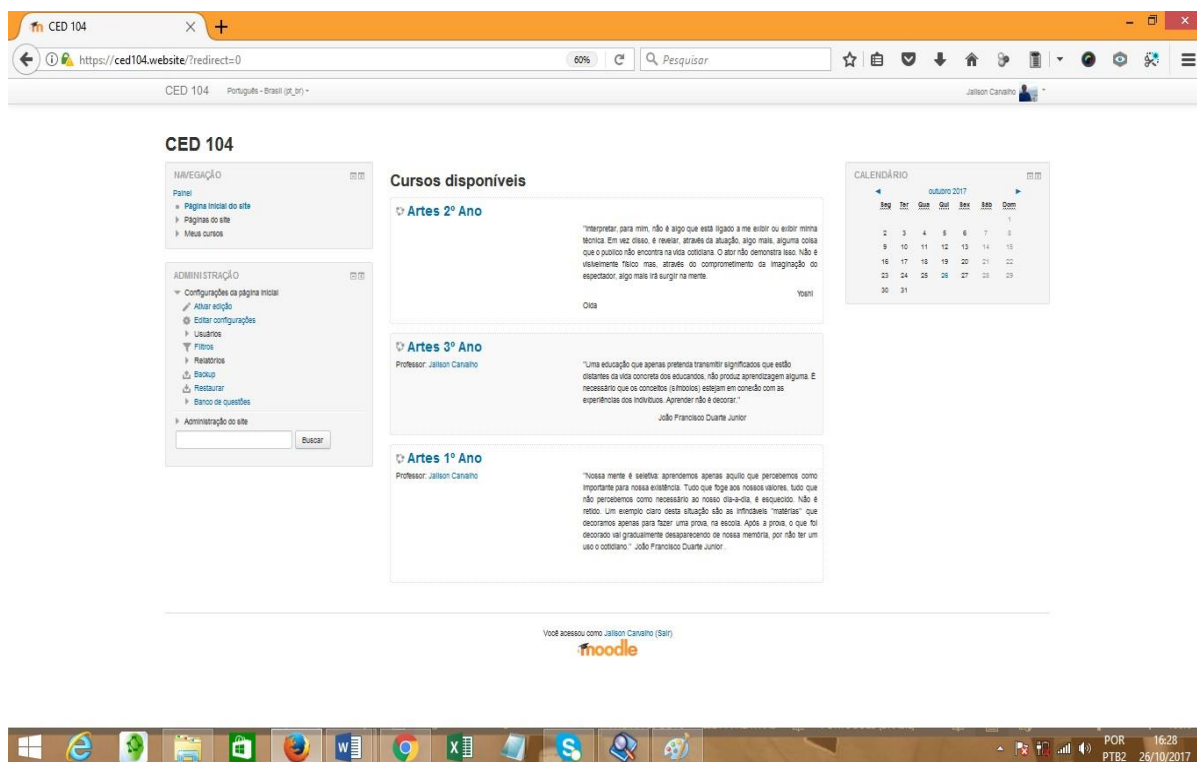 CED 104
https://ced104.website/?redirect=0
60%
Pesquisar
CED 104 Português - Brasil (pt_br)
Jailson Carvalho
CED 104
NAVEGAÇÃO
Painel
Página inicial do site
Páginas do site
Meus cursos
ADMINISTRAÇÃO
Configurações da página inicial
Ativar edição
Editar configurações
Usuários
Filtros
Relatórios
Backup
Restaurar
Banco de questões
Administração do site
Buscar
Cursos disponíveis
Artes 2º Ano
"Interpretar, para mim, não é algo que está ligado a me exibir ou exibir minha
técnica. Em vez disso, é revelar, através da atuação, algo mais, alguma coisa
que o publico não encontra na vida cotidiana. O ator não demonstra isso. Não é
visivelmente físico mas, através do comprometimento da imaginação do
espectador, algo mais irá surgir na mente.
Yoshi
Oida
Artes 3º Ano
Professor: Jailson Carvalho
"Uma educação que apenas pretenda transmitir significados que estão
distantes da vida concreta dos educandos, não produz aprendizagem alguma. É
necessário que os conceitos (símbolos) estejam em conexão com as
experiências dos indivíduos. Aprender não é decorar."
João Francisco Duarte Junior
Artes 1º Ano
Professor: Jailson Carvalho
"Nossa mente é seletiva: aprendemos apenas aquilo que percebemos como
importante para nossa existência. Tudo que foge aos nossos valores, tudo que
não percebemos como necessário ao nosso dia-a-dia, é esquecido. Não é
retido. Um exemplo claro desta situação são as infindáveis "matérias" que
decoramos apenas para fazer uma prova, na escola. Após a prova, o que foi
decorado vai gradualmente desaparecendo de nossa memória, por não ter um
uso o cotidiano." João Francisco Duarte Junior .
CALENDÁRIO
outubro 2017
Seg Ter Qua Qui Sex Sáb Dom
1
2 3 4 5 6 7 8
9 10 11 12 13 14 15
16 17 18 19 20 21 22
23 24 25 26 27 28 29
30 31
Você acessou como Jailson Carvalho (Sair)
moodle
POR 16:28
PTB2 26/10/2017